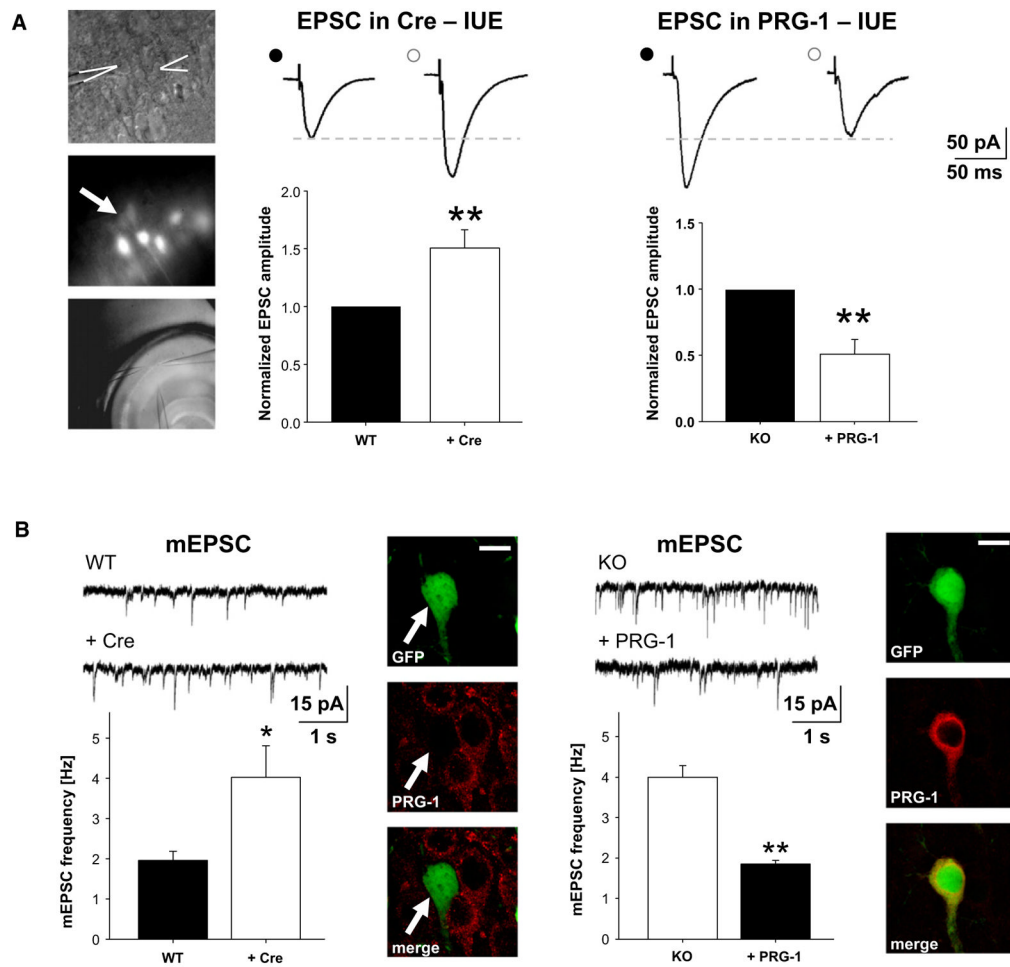 A
EPSC in Cre – IUE
EPSC in PRG-1 – IUE
50 pA
50 ms
Normalized EPSC amplitude
2.0
1.5
1.0
0.5
0.0
**
WT
+ Cre
Normalized EPSC amplitude
1.5
1.0
0.5
0.0
**
KO
+ PRG-1
B
mEPSC
WT
+ Cre
15 pA
1 s
mEPSC frequency [Hz]
5
4
3
2
1
0
*
WT
+ Cre
GFP
PRG-1
merge
mEPSC
KO
+ PRG-1
15 pA
1 s
mEPSC frequency [Hz]
5
4
3
2
1
0
**
KO
+ PRG-1
GFP
PRG-1
merge